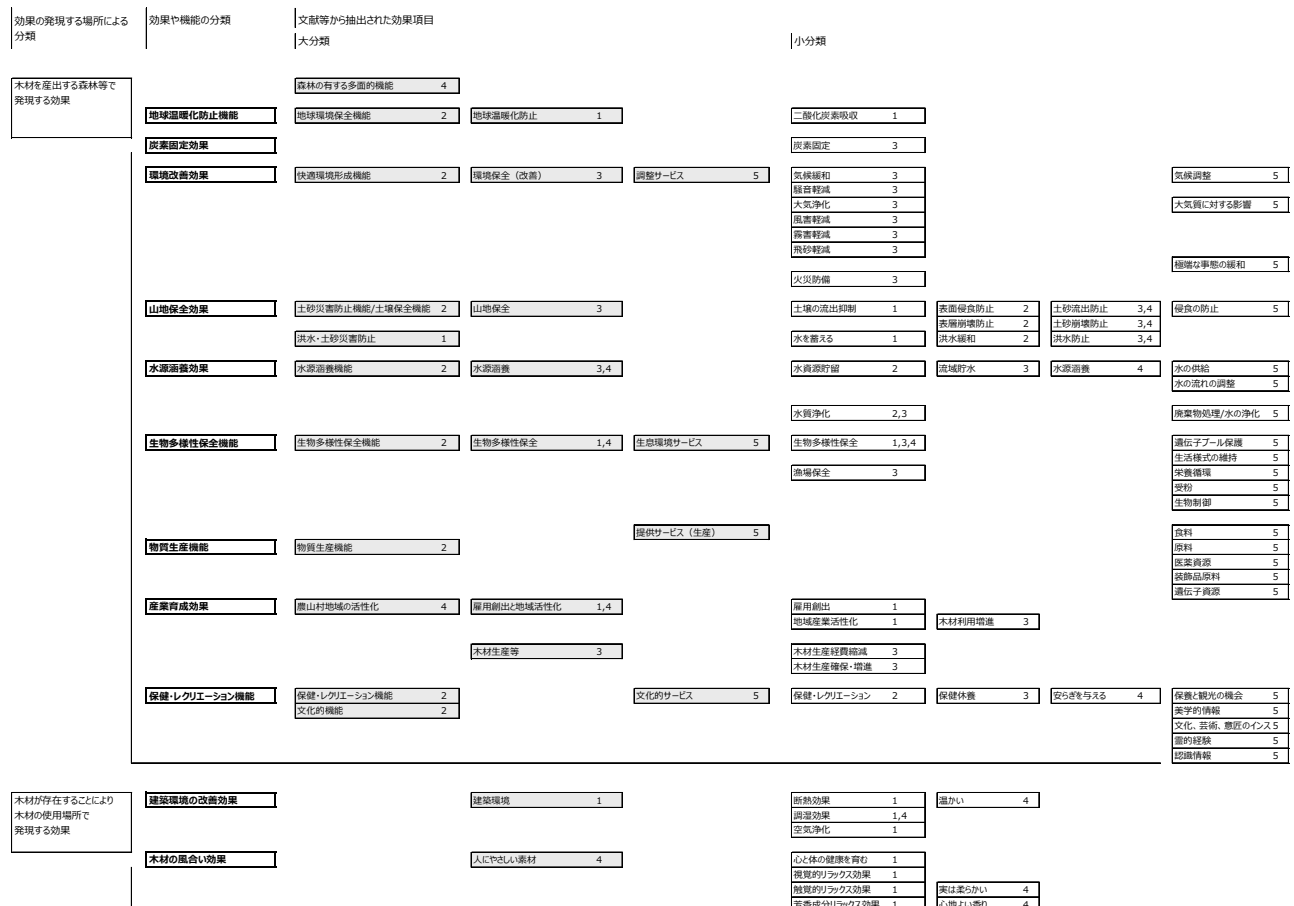 効果の発現する場所による 効果や機能の分類 文献等から抽出された効果項目
分類 大分類 小分類
木材を産出する森林等で 森林の有する多面的機能 4
発現する効果
地球温暖化防止機能 地球環境保全機能 2 地球温暖化防止 1 二酸化炭素吸収 1
炭素固定効果 炭素固定 3
環境改善効果 快適環境形成機能 2 環境保全（改善） 3 調整サービス 5 気候緩和 3 気候調整 5
騒音軽減 3
大気浄化 3 大気質に対する影響 5
風害軽減 3
霧害軽減 3
飛砂軽減 3
極端な事態の緩和 5
火災防備 3
山地保全効果 土砂災害防止機能/土壌保全機能 2 山地保全 3 土壌の流出抑制 1 表面侵食防止 2 土砂流出防止 3,4 侵食の防止 5
表層崩壊防止 2 土砂崩壊防止 3,4
洪水・土砂災害防止 1 水を蓄える 1 洪水緩和 2 洪水防止 3,4
水源涵養効果 水源涵養機能 2 水源涵養 3,4 水資源貯留 2 流域貯水 3 水源涵養 4 水の供給 5
水の流れの調整 5
水質浄化 2,3 廃棄物処理/水の浄化 5
生物多様性保全機能 生物多様性保全機能 2 生物多様性保全 1,4 生息環境サービス 5 生物多様性保全 1,3,4 遺伝子プール保護 5
生活様式の維持 5
漁場保全 3 栄養循環 5
受粉 5
生物制御 5
提供サービス（生産） 5 食料 5
物質生産機能 物質生産機能 2 原料 5
医薬資源 5
装飾品原料 5
遺伝子資源 5
産業育成効果 農山村地域の活性化 4 雇用創出と地域活性化 1,4 雇用創出 1
地域産業活性化 1 木材利用増進 3
木材生産等 3 木材生産経費縮減 3
木材生産確保・増進 3
保健・レクリエーション機能 保健・レクリエーション機能 2 文化的サービス 5 保健・レクリエーション 2 保健休養 3 安らぎを与える 4 保養と観光の機会 5
文化的機能 2 美学的情報 5
文化、芸術、意匠のインス 5
霊的経験 5
認識情報 5
木材が存在することにより 建築環境の改善効果 建築環境 1 断熱効果 1 温かい 4
木材の使用場所で 調湿効果 1,4
発現する効果 空気浄化 1
木材の風合い効果 人にやさしい素材 4 心と体の健康を育む 1
視覚的リラックス効果 1
触覚的リラックス効果 1 実は柔らかい 4
芳香成分リラックス効果 1 心地よい香り 4